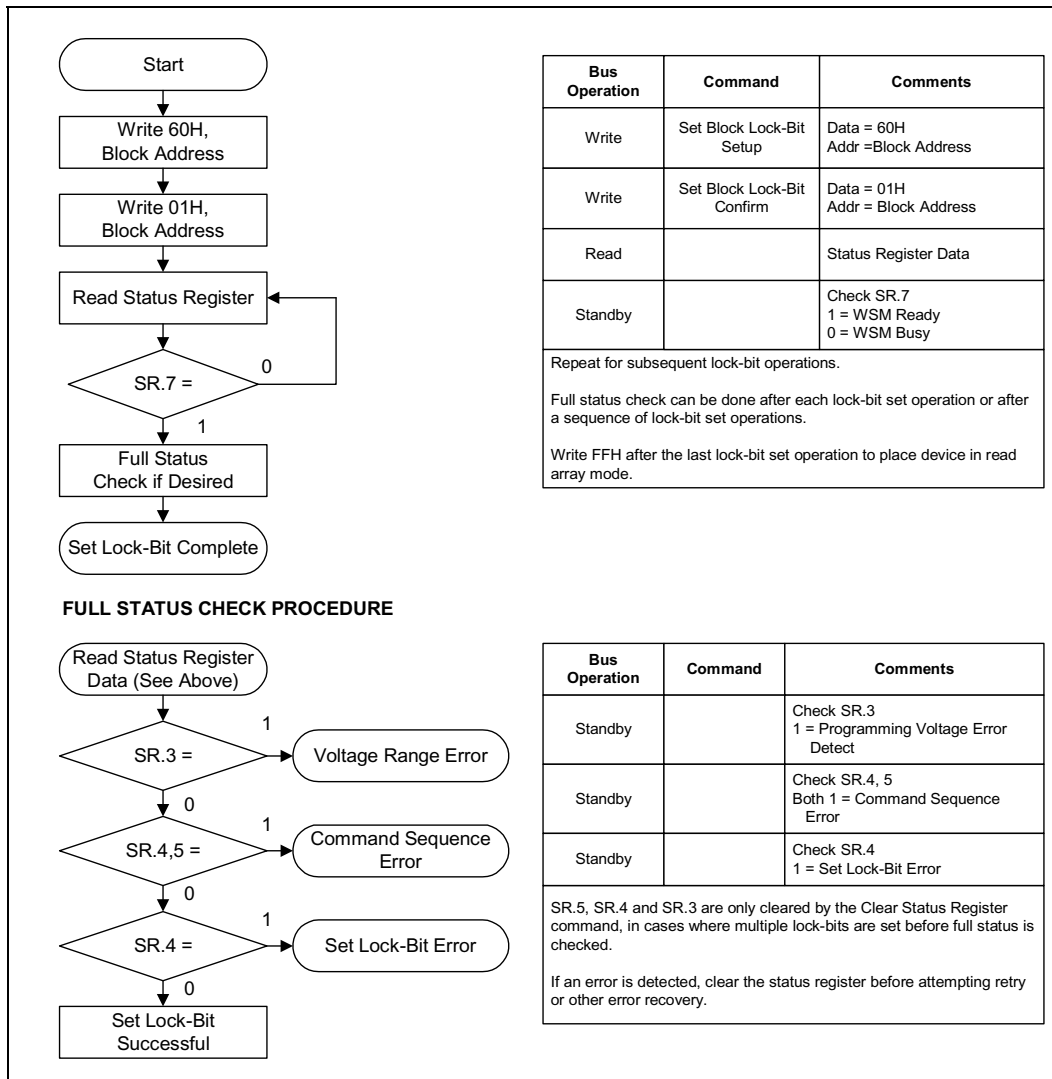 Start
Write 60H,
Block Address
Write 01H,
Block Address
Read Status Register
SR.7 =
0
1
Full Status
Check if Desired
Set Lock-Bit Complete
Bus
Operation
Command
Comments
Write
Set Block Lock-Bit
Setup
Data = 60H
Addr =Block Address
Write
Set Block Lock-Bit
Confirm
Data = 01H
Addr = Block Address
Read
Status Register Data
Standby
Check SR.7
1 = WSM Ready
0 = WSM Busy
Repeat for subsequent lock-bit operations.
Full status check can be done after each lock-bit set operation or after
a sequence of lock-bit set operations.
Write FFH after the last lock-bit set operation to place device in read
array mode.
FULL STATUS CHECK PROCEDURE
Read Status Register
Data (See Above)
SR.3 =
1
Voltage Range Error
0
SR.4,5 =
1
Command Sequence
Error
0
SR.4 =
1
Set Lock-Bit Error
0
Set Lock-Bit
Successful
Bus
Operation
Command
Comments
Standby
Check SR.3
1 = Programming Voltage Error
Detect
Standby
Check SR.4, 5
Both 1 = Command Sequence
Error
Standby
Check SR.4
1 = Set Lock-Bit Error
SR.5, SR.4 and SR.3 are only cleared by the Clear Status Register
command, in cases where multiple lock-bits are set before full status is
checked.
If an error is detected, clear the status register before attempting retry
or other error recovery.